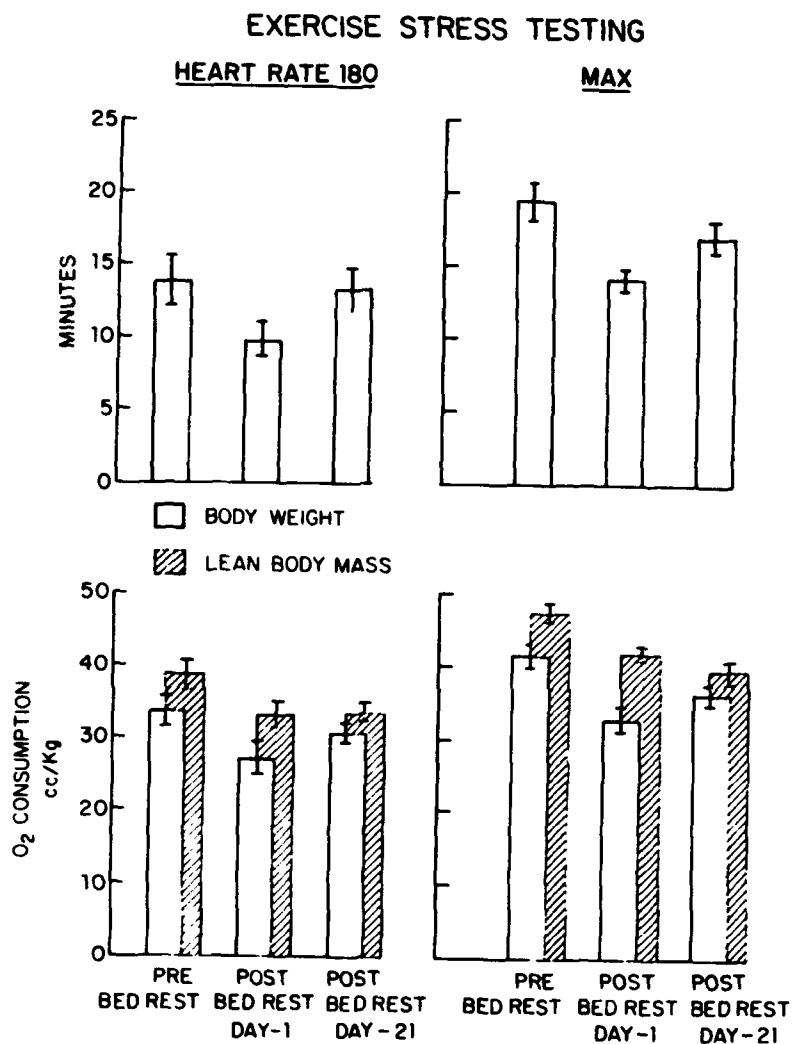 EXERCISE STRESS TESTING
HEART RATE 180
MAX
25
20
15
10
5
0
MINUTES
BODY WEIGHT
LEAN BODY MASS
50
40
30
20
10
0
O₂ CONSUMPTION
cc/Kg
PRE
BED REST
POST
BED REST
DAY-1
POST
BED REST
DAY-21
PRE
BED REST
POST
BED REST
DAY-1
POST
BED REST
DAY-21